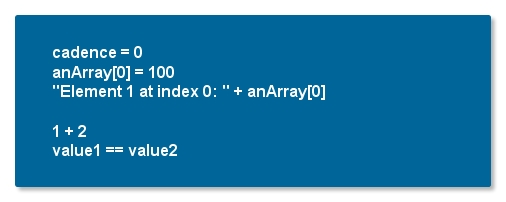 cadence = 0
anArray[0] = 100
"Element 1 at index 0: " + anArray[0]
1 + 2
value1 == value2